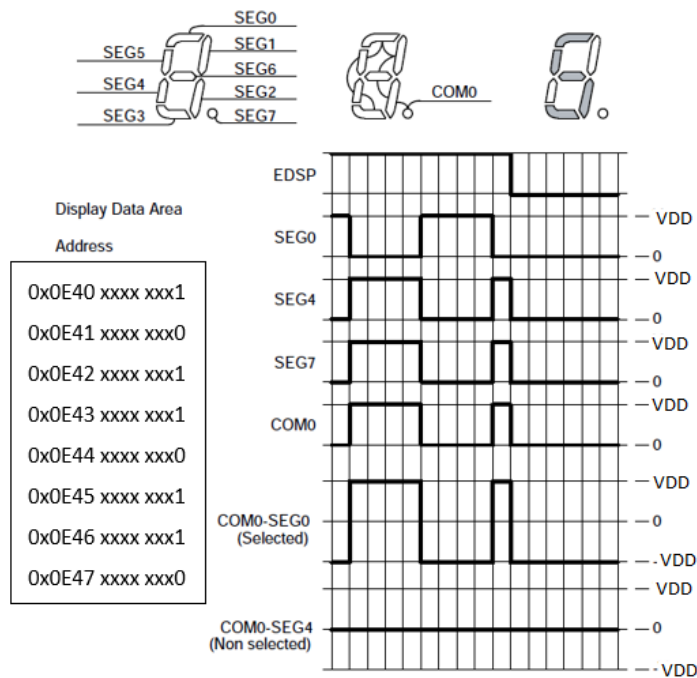 SEG0
SEG5
SEG1
SEG6
SEG4
SEG2
SEG3
SEG7
COM0
EDSP
Display Data Area
Address
0x0E40 xxxx xxx1
0x0E41 xxxx xxx0
0x0E42 xxxx xxx1
0x0E43 xxxx xxx1
0x0E44 xxxx xxx0
0x0E45 xxxx xxx1
0x0E46 xxxx xxx1
0x0E47 xxxx xxx0
SEG0
VDD
0
SEG4
VDD
0
SEG7
VDD
0
COM0
VDD
0
COM0-SEG0
(Selected)
VDD
0
- VDD
COM0-SEG4
(Non selected)
VDD
0
- VDD